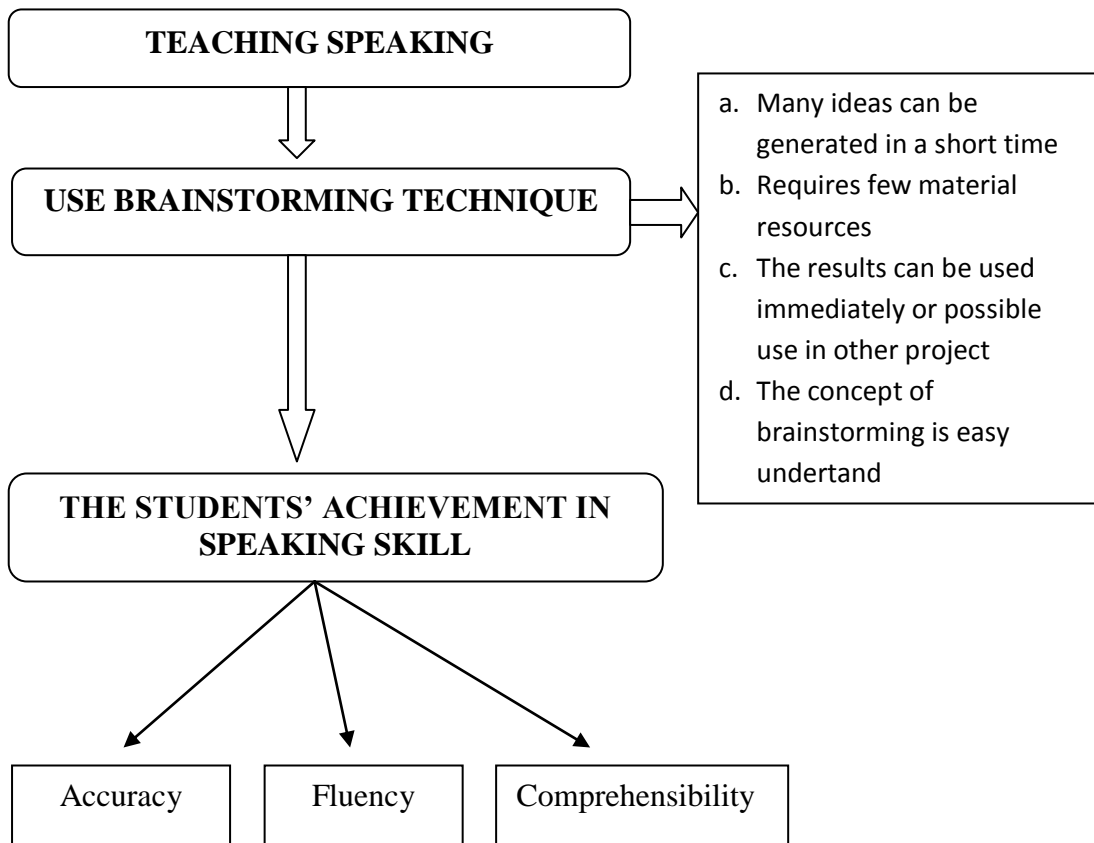 TEACHING SPEAKING
USE BRAINSTORMING TECHNIQUE
a. Many ideas can be
generated in a short time
b. Requires few material
resources
c. The results can be used
immediately or possible
use in other project
d. The concept of
brainstorming is easy
undertand
THE STUDENTS’ ACHIEVEMENT IN
SPEAKING SKILL
Accuracy
Fluency
Comprehensibility